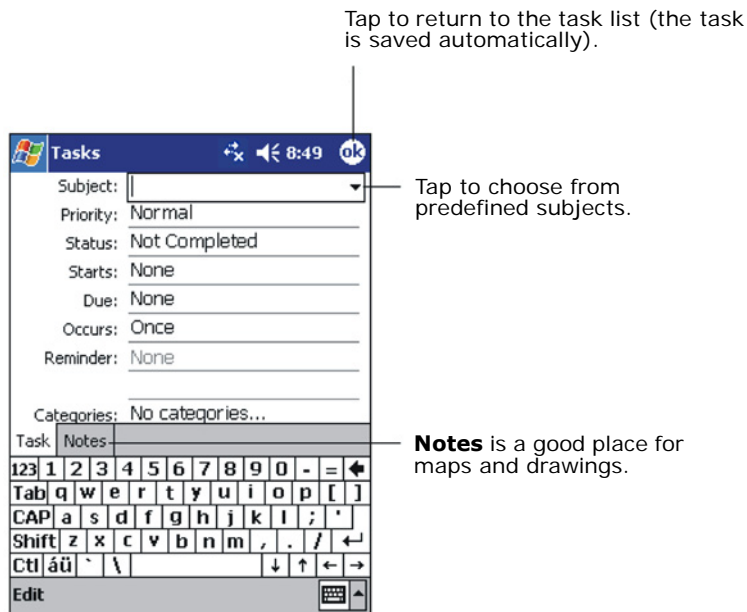 Tap to return to the task list (the task
is saved automatically).
Tasks 8:49 ok
Subject:
Tap to choose from
predefined subjects.
Priority: Normal
Status: Not Completed
Starts: None
Due: None
Occurs: Once
Reminder: None
Categories: No categories...
Task Notes
Notes is a good place for
maps and drawings.
123 1 2 3 4 5 6 7 8 9 0 - = 🡸
Tab q w e r t y u i o p [ ]
CAP a s d f g h j k l ; '
Shift z x c v b n m , . / ↵
Ctl áü ` \ ↓ ↑ ← →
Edit